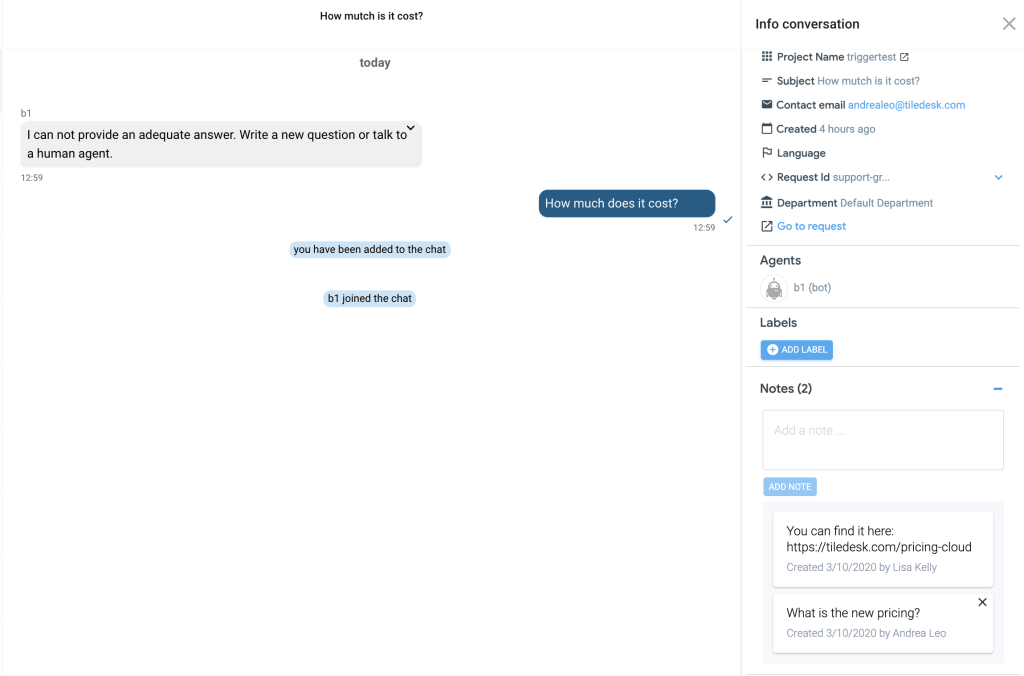 How mutch is it cost?
today
b1
I can not provide an adequate answer. Write a new question or talk to
a human agent.
12:59
How much does it cost?
12:59
you have been added to the chat
b1 joined the chat
Info conversation
Project Name triggertest
Subject How mutch is it cost?
Contact email andrealeo@tiledesk.com
Created 4 hours ago
Language
Request Id support-gr...
Department Default Department
Go to request
Agents
b1 (bot)
Labels
ADD LABEL
Notes (2)
Add a note ...
ADD NOTE
You can find it here:
https://tiledesk.com/pricing-cloud
Created 3/10/2020 by Lisa Kelly
What is the new pricing?
Created 3/10/2020 by Andrea Leo